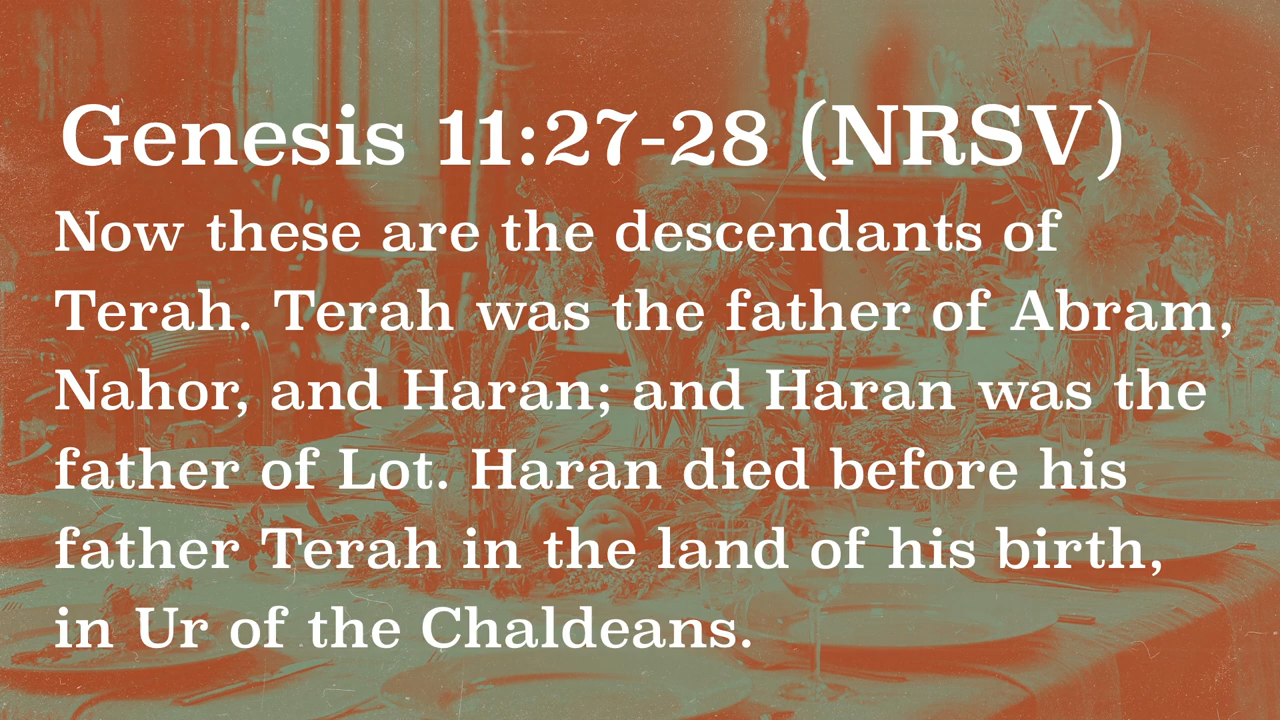 Genesis 11:27-28 (NRSV)
Now these are the descendants of
Terah. Terah was the father of Abram,
Nahor, and Haran; and Haran was the
father of Lot. Haran died before his
father Terah in the land of his birth,
in Ur of the Chaldeans.